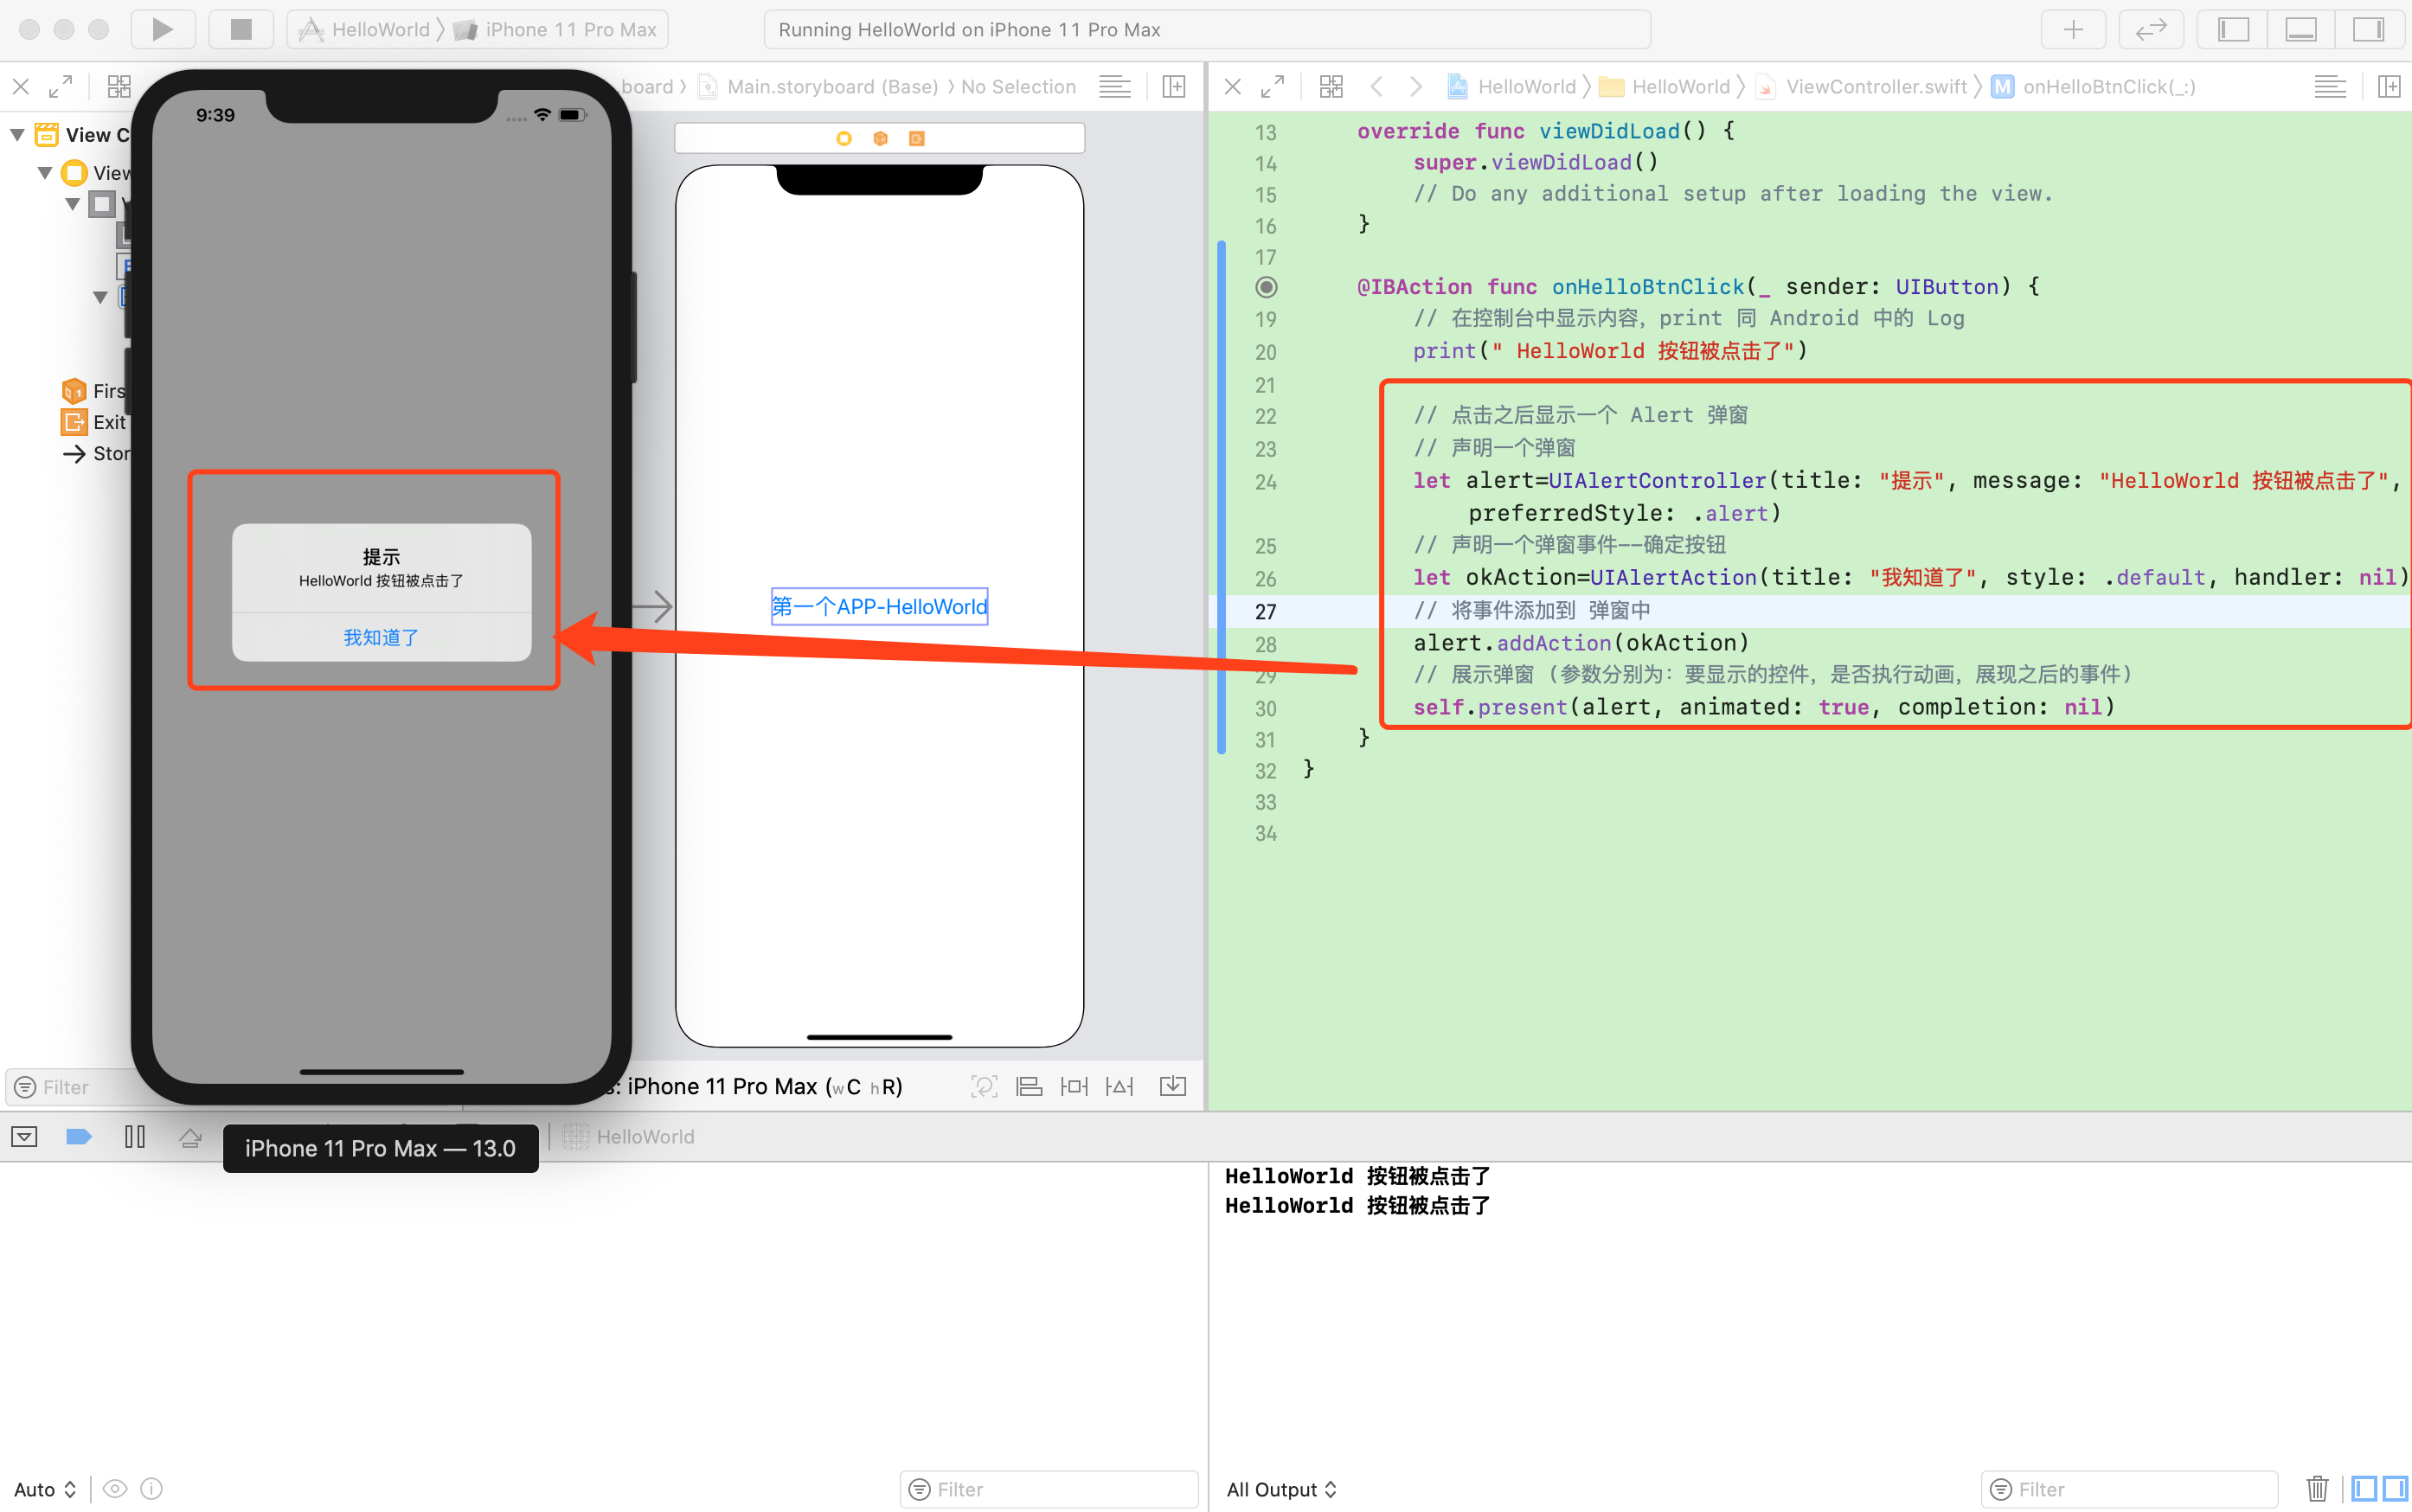 HelloWorld 〉 iPhone 11 Pro Max
Running HelloWorld on iPhone 11 Pro Max
.board 〉 Main.storyboard (Base) 〉 No Selection
HelloWorld 〉 HelloWorld 〉 ViewController.swift 〉 M onHelloBtnClick(_:)
View C
View
Firs
Exit
Stor
Filter
9:39
提示
HelloWorld 按钮被点击了
我知道了
第一个APP-HelloWorld
: iPhone 11 Pro Max (wC hR)
13 override func viewDidLoad() {
14 super.viewDidLoad()
15 // Do any additional setup after loading the view.
16 }
17
@IBAction func onHelloBtnClick(_ sender: UIButton) {
19 // 在控制台中显示内容，print 同 Android 中的 Log
20 print(" HelloWorld 按钮被点击了")
21
22 // 点击之后显示一个 Alert 弹窗
23 // 声明一个弹窗
24 let alert=UIAlertController(title: "提示", message: "HelloWorld 按钮被点击了",
preferredStyle: .alert)
25 // 声明一个弹窗事件——确定按钮
26 let okAction=UIAlertAction(title: "我知道了", style: .default, handler: nil)
27 // 将事件添加到 弹窗中
28 alert.addAction(okAction)
29 // 展示弹窗 (参数分别为：要显示的控件，是否执行动画，展现之后的事件)
30 self.present(alert, animated: true, completion: nil)
31 }
32 }
33
34
HelloWorld
iPhone 11 Pro Max — 13.0
HelloWorld 按钮被点击了
HelloWorld 按钮被点击了
Auto
Filter
All Output
Filter